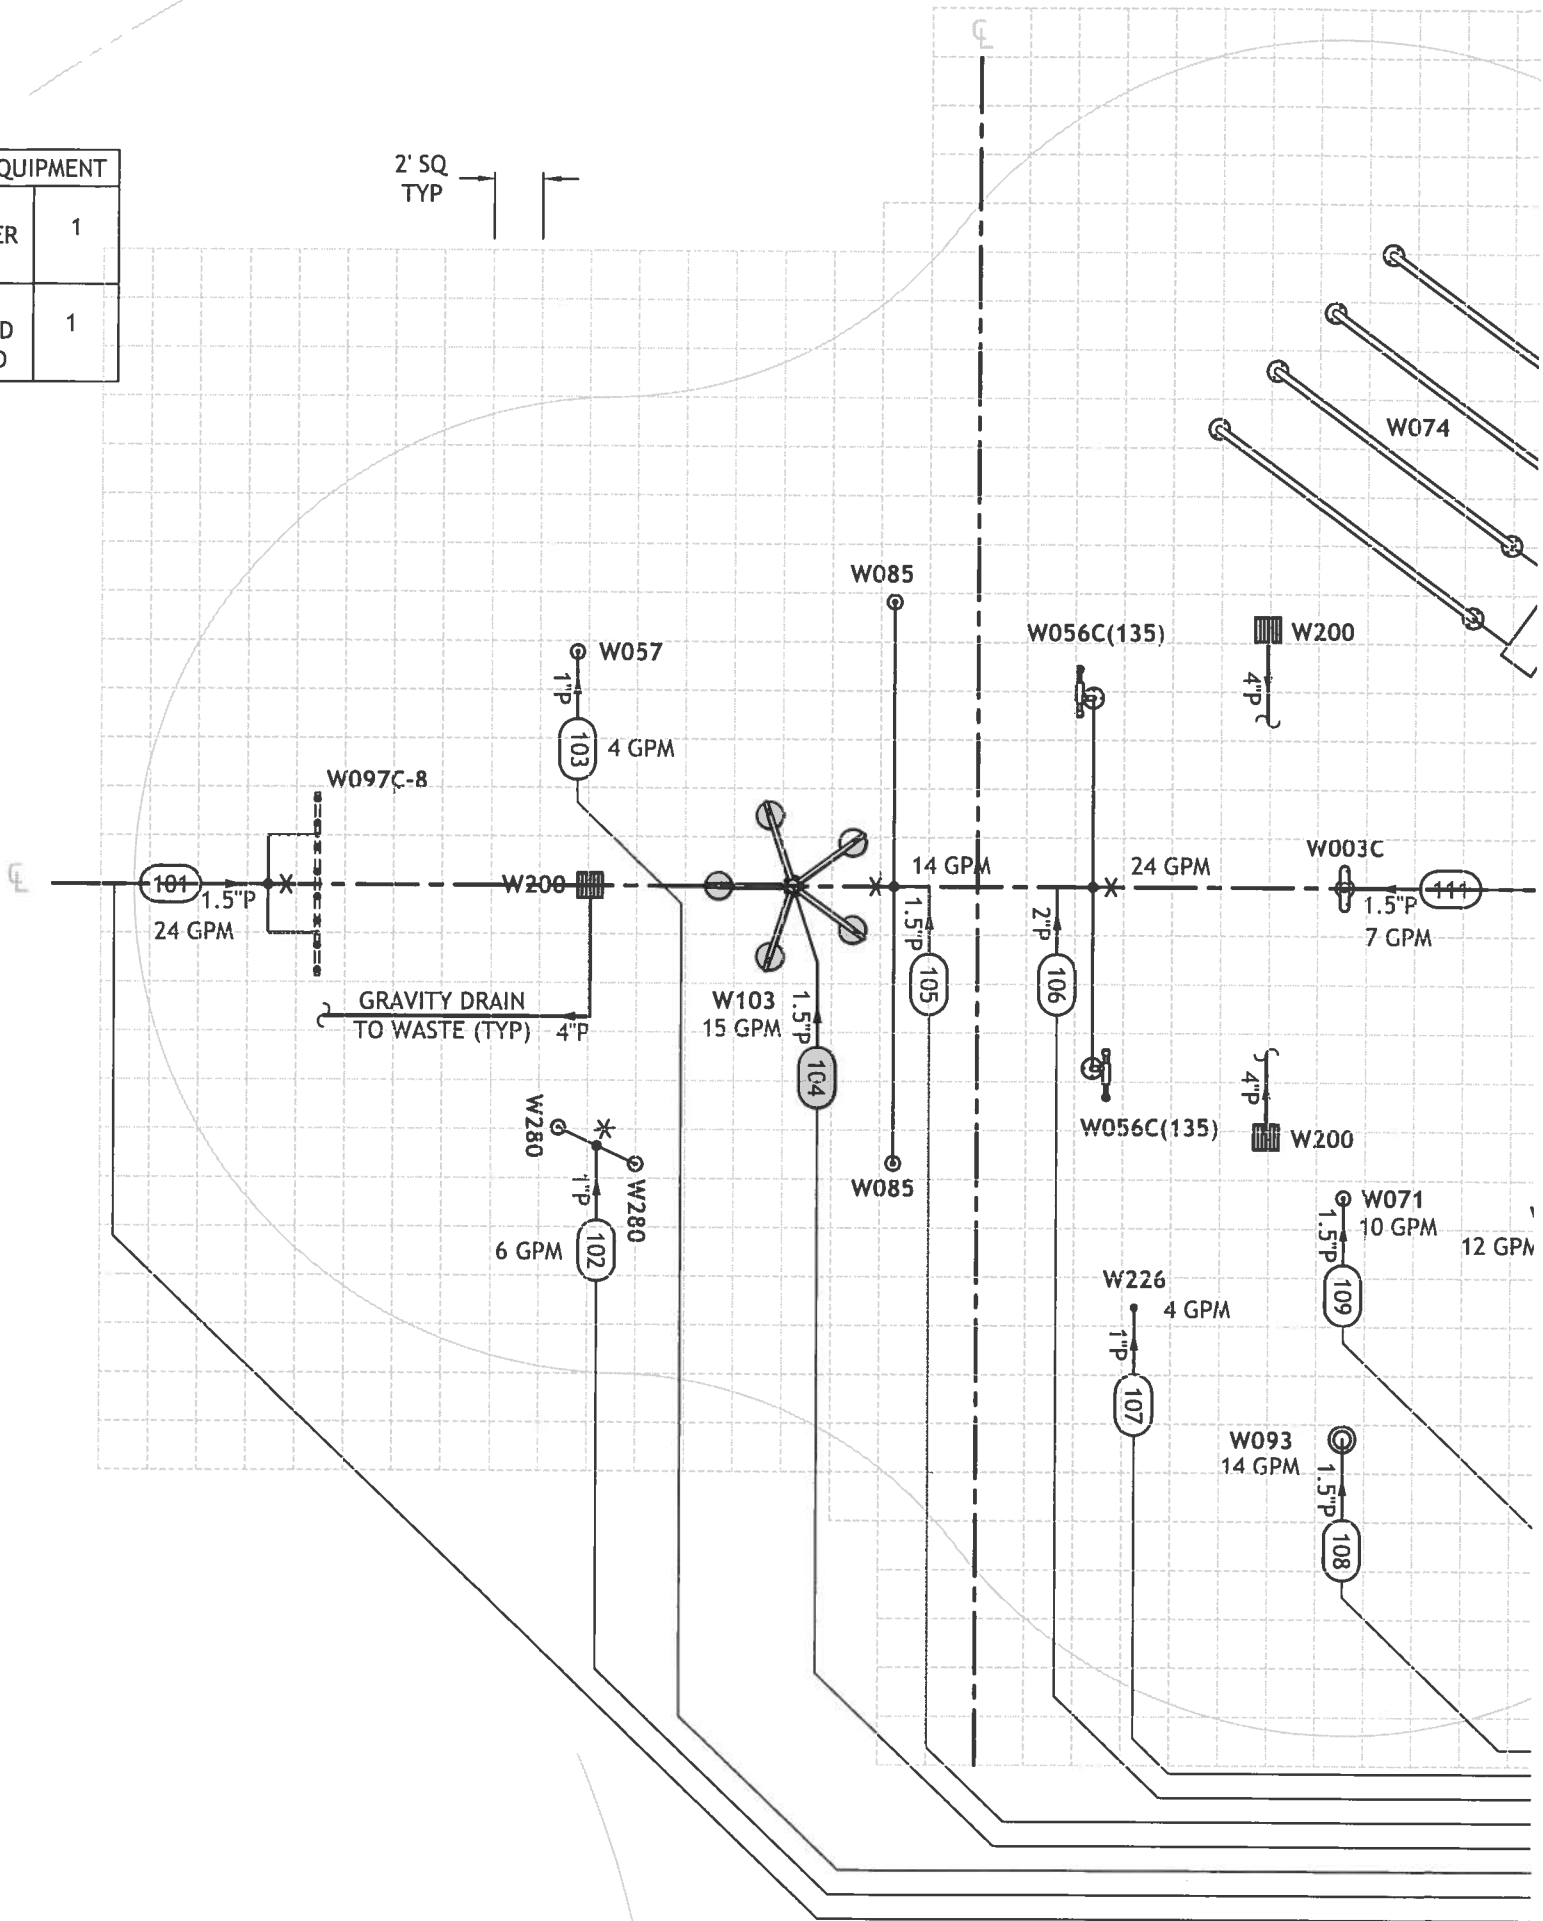 ℄
QUIPMENT
ER 1
D 1
2' SQ
TYP
W074
W085
W056C(135)
W200
W057
1"P
4"P
103
4 GPM
W097C-8
W003C
14 GPM
24 GPM
℄
101
W200
1.5"P
111
1.5"P
24 GPM
1.5"P
2"P
7 GPM
105
106
GRAVITY DRAIN
TO WASTE (TYP)
4"P
W103
15 GPM
1.5"P
104
4"P
W280
W056C(135)
W200
1"P
W280
W085
W071
10 GPM
1.5"P
12 GPM
6 GPM
102
W226
4 GPM
109
1"P
107
W093
14 GPM
1.5"P
108